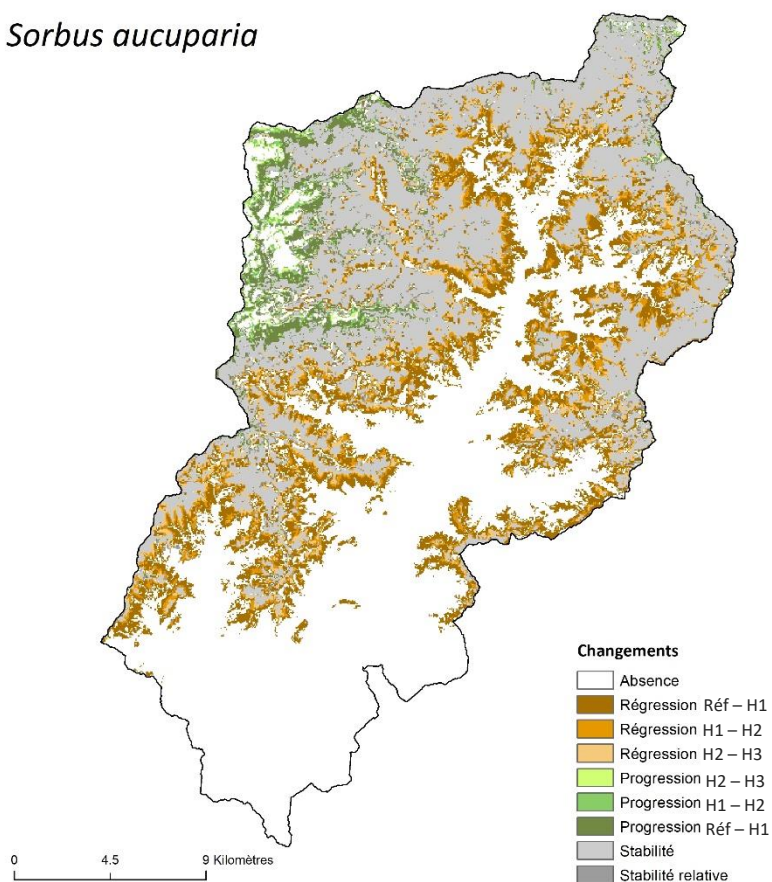 Sorbus aucuparia
Changements
Absence
Régression Réf – H1
Régression H1 – H2
Régression H2 – H3
Progression H2 – H3
Progression H1 – H2
Progression Réf – H1
Stabilité
Stabilité relative
0 4.5 9 Kilomètres